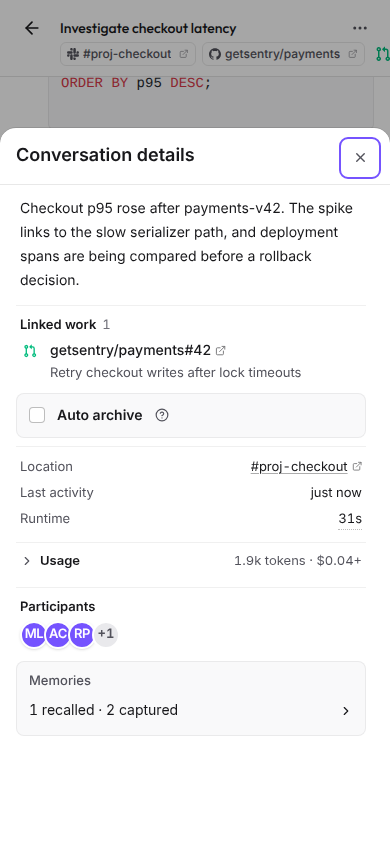 Investigate checkout latency
#proj-checkout
getsentry/payments
ORDER BY p95 DESC;
Conversation details
Checkout p95 rose after payments-v42. The spike
links to the slow serializer path, and deployment
spans are being compared before a rollback
decision.
Linked work 1
getsentry/payments#42
Retry checkout writes after lock timeouts
Auto archive
Location #proj-checkout
Last activity just now
Runtime 31s
Usage 1.9k tokens · $0.04+
Participants
ML AC RP +1
Memories
1 recalled · 2 captured